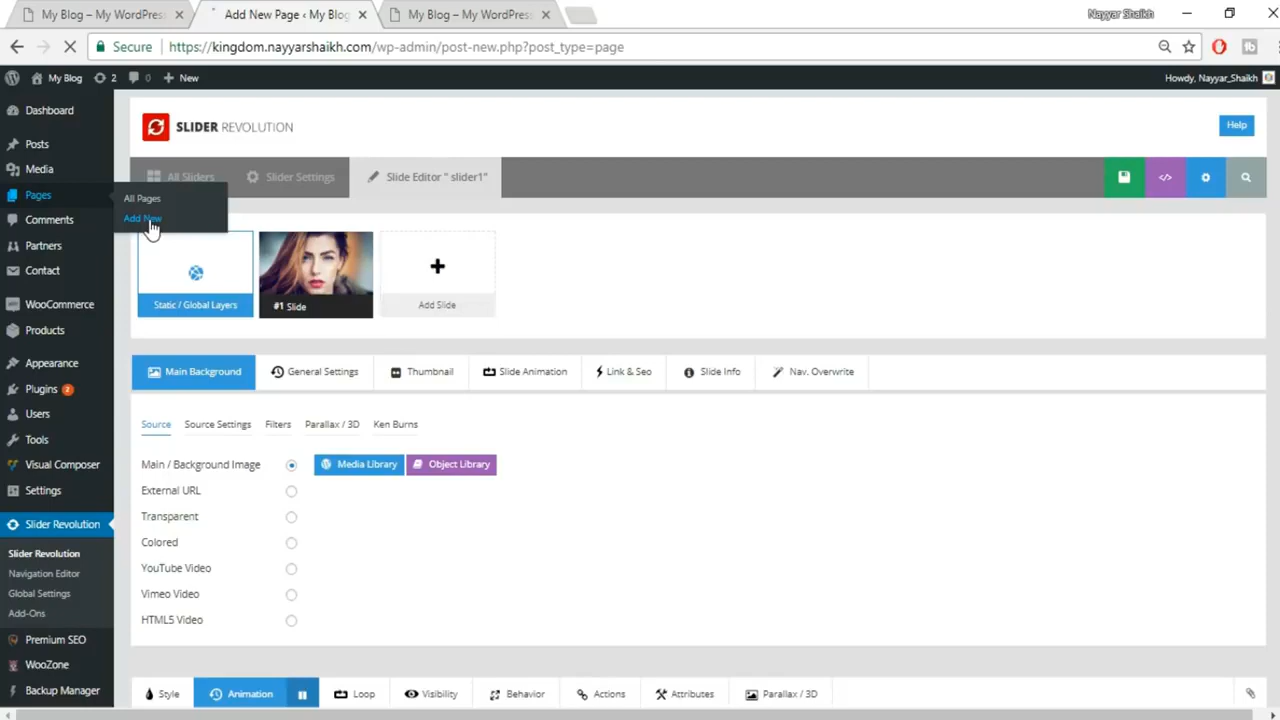 My Blog – My WordPres
Add New Page ‹ My Blo
My Blog – My WordPress
Nayyar Shaikh
Secure
https://kingdom.nayyarshaikh.com/wp-admin/post-new.php?post_type=page
My Blog
2
0
New
Howdy, Nayyar_Shaikh
Dashboard
Posts
Media
Pages
Comments
Partners
Contact
WooCommerce
Products
Appearance
Plugins 2
Users
Tools
Visual Composer
Settings
Slider Revolution
Slider Revolution
Navigation Editor
Global Settings
Add-Ons
Premium SEO
WooZone
Backup Manager
All Pages
Add New
SLIDER REVOLUTION
Help
All Sliders
Slider Settings
Slide Editor " slider1"
Static / Global Layers
#1 Slide
Add Slide
Main Background
General Settings
Thumbnail
Slide Animation
Link & Seo
Slide Info
Nav. Overwrite
Source
Source Settings
Filters
Parallax / 3D
Ken Burns
Main / Background Image
Media Library
Object Library
External URL
Transparent
Colored
YouTube Video
Vimeo Video
HTML5 Video
Style
Animation
Loop
Visibility
Behavior
Actions
Attributes
Parallax / 3D